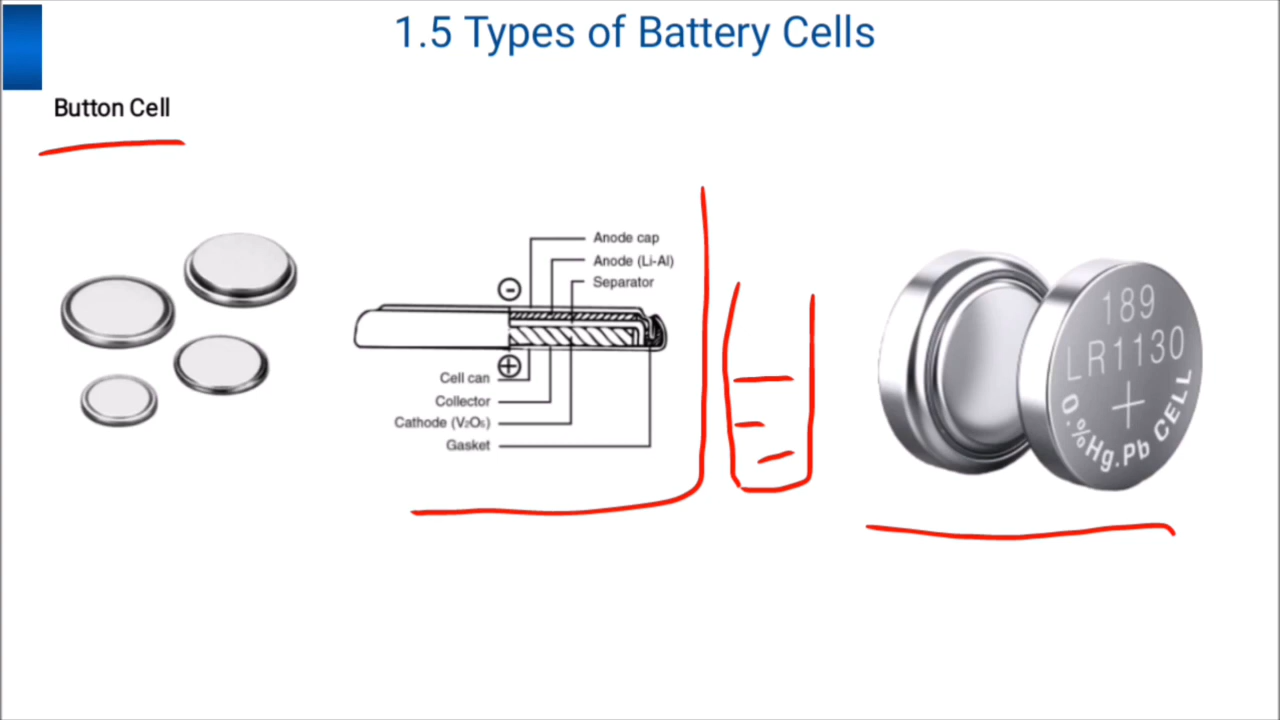 1.5 Types of Battery Cells
Button Cell
Anode cap
Anode (Li-Al)
Separator
-
+
Cell can
Collector
Cathode (V₂O₅)
Gasket
189
LR1130
+
0.%Hg.Pb CELL